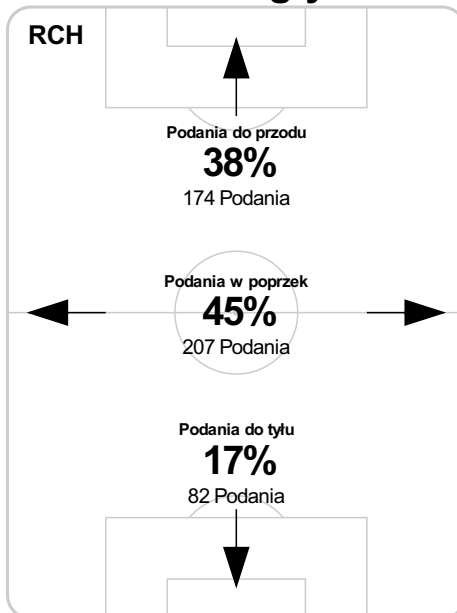 RCH
Podania do przodu
38%
174 Podania
Podania w poprzek
45%
207 Podania
Podania do tyłu
17%
82 Podania